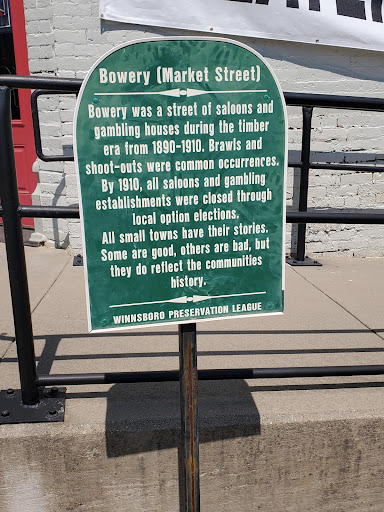 Bowery (Market Street)
Bowery was a street of saloons and
gambling houses during the timber
era from 1890-1910. Brawls and
shoot-outs were common occurrences.
By 1910, all saloons and gambling
establishments were closed through
local option elections.
All small towns have their stories.
Some are good, others are bad, but
they do reflect the communities
history.
WINNSBORO PRESERVATION LEAGUE